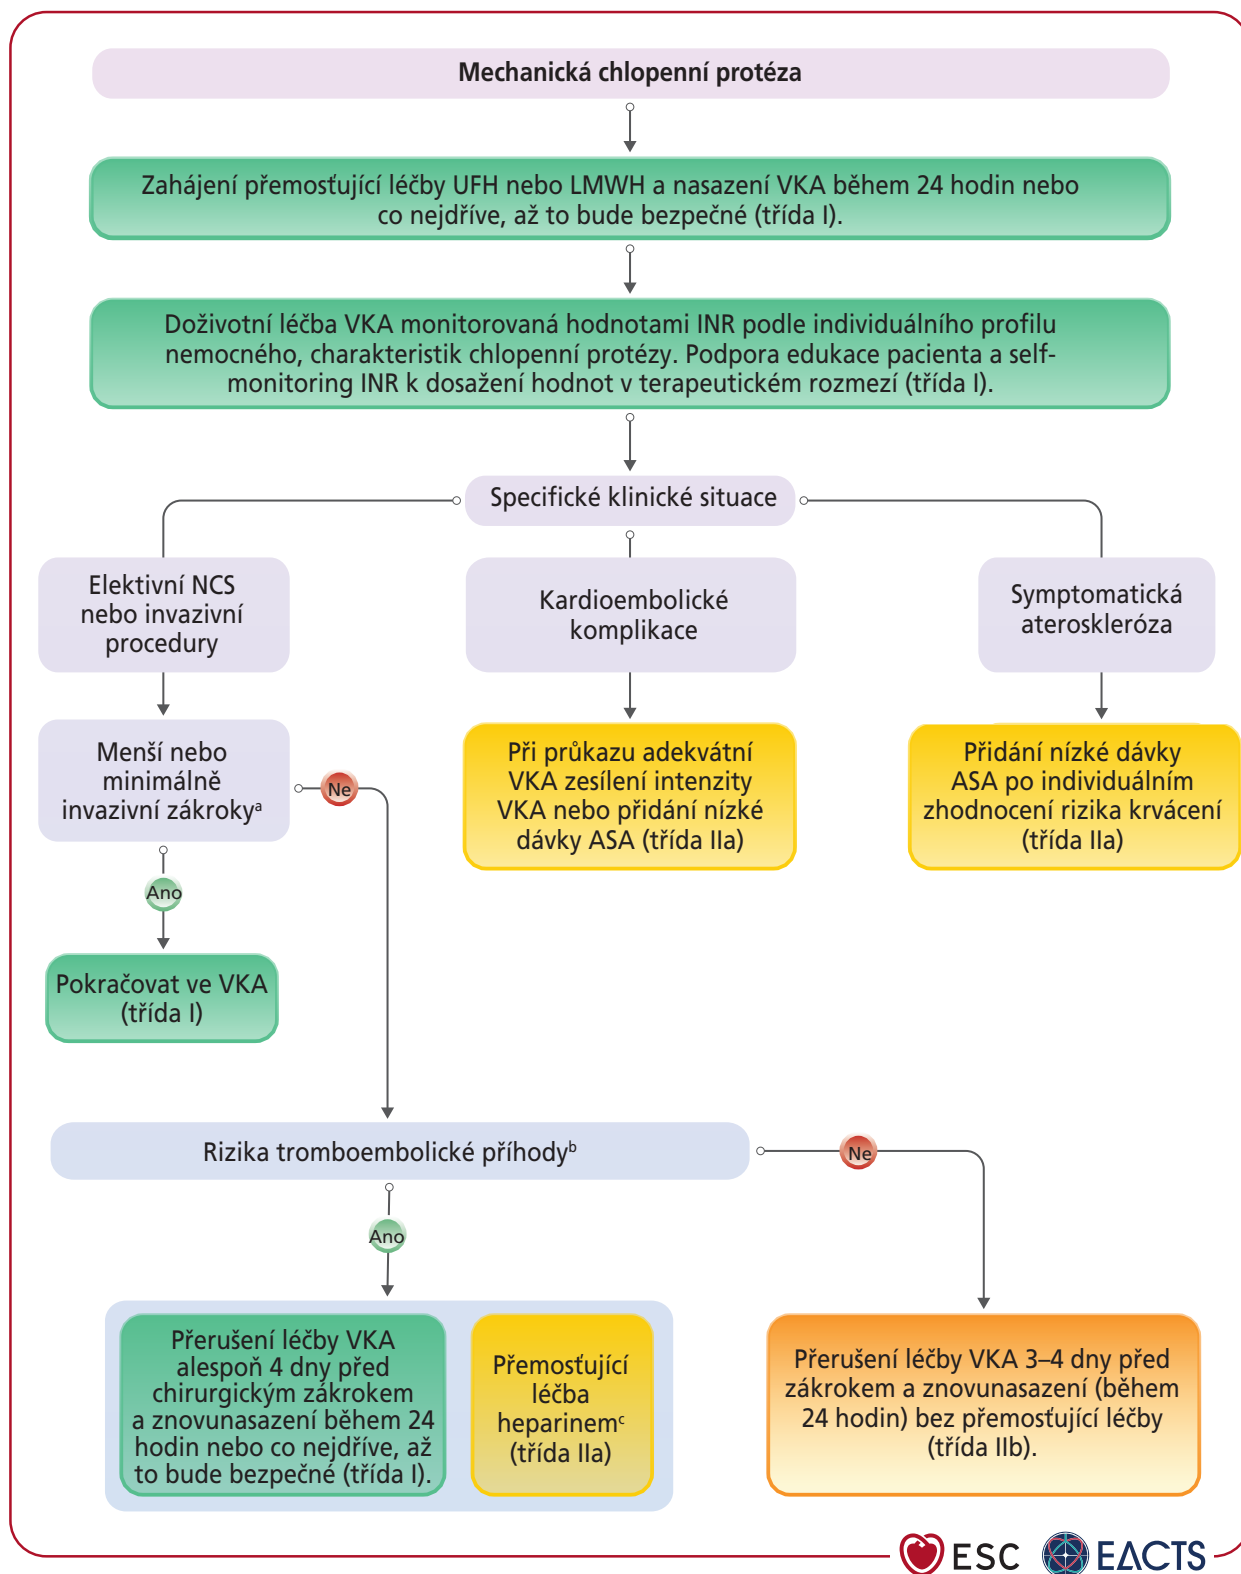 Mechanická chlopenní protéza
Zahájení přemosťující léčby UFH nebo LMWH a nasazení VKA během 24 hodin nebo
co nejdříve, až to bude bezpečné (třída I).
Doživotní léčba VKA monitorovaná hodnotami INR podle individuálního profilu
nemocného, charakteristik chlopenní protézy. Podpora edukace pacienta a self-
monitoring INR k dosažení hodnot v terapeutickém rozmezí (třída I).
Specifické klinické situace
Elektivní NCS
nebo invazivní
procedury
Kardioembolické
komplikace
Symptomatická
ateroskleróza
Menší nebo
minimálně
invazivní zákroky^a
Ne
Při průkazu adekvátní
VKA zesílení intenzity
VKA nebo přidání nízké
dávky ASA (třída IIa)
Přidání nízké dávky
ASA po individuálním
zhodnocení rizika krvácení
(třída IIa)
Ano
Pokračovat ve VKA
(třída I)
Rizika tromboembolické příhody^b
Ne
Ano
Přerušení léčby VKA
alespoň 4 dny před
chirurgickým zákrokem
a znovunasazení během 24
hodin nebo co nejdříve, až
to bude bezpečné (třída I).
Přemosťující
léčba
heparinem^c
(třída IIa)
Přerušení léčby VKA 3–4 dny před
zákrokem a znovunasazení (během
24 hodin) bez přemosťující léčby
(třída IIb).
ESC EACTS